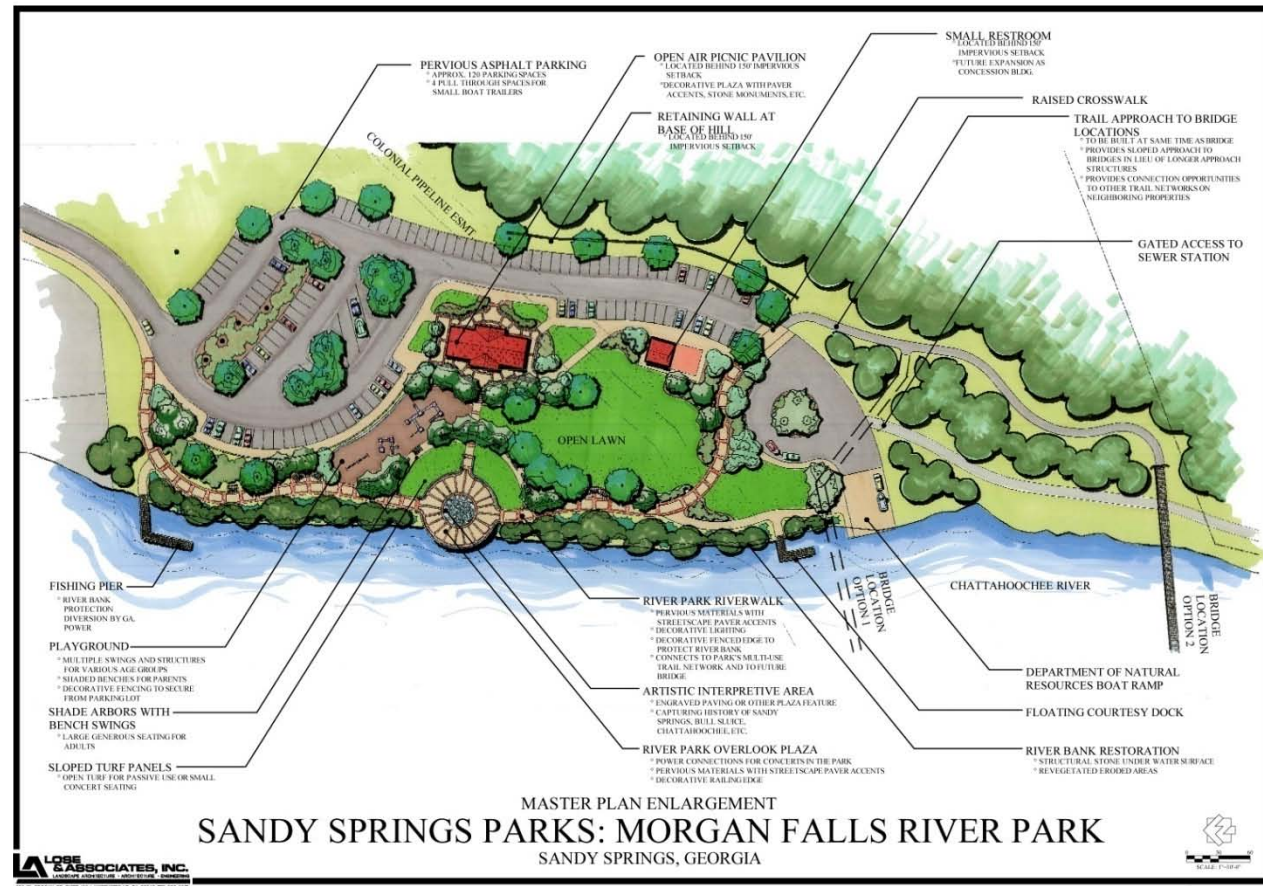 PERVIOUS ASPHALT PARKING
° APPROX. 120 PARKING SPACES
° 4 PULL THROUGH SPACES FOR
SMALL BOAT TRAILERS
OPEN AIR PICNIC PAVILION
° LOCATED BEHIND 150' IMPERVIOUS
SETBACK
°DECORATIVE PLAZA WITH PAVER
ACCENTS, STONE MONUMENTS, ETC.
RETAINING WALL AT
BASE OF HILL
° LOCATED BEHIND 150'
IMPERVIOUS SETBACK
SMALL RESTROOM
° LOCATED BEHIND 150'
IMPERVIOUS SETBACK
°FUTURE EXPANSION AS
CONCESSION BLDG.
RAISED CROSSWALK
TRAIL APPROACH TO BRIDGE
LOCATIONS
° TO BE BUILT AT SAME TIME AS BRIDGE
° PROVIDES SLOPED APPROACH TO
BRIDGES IN LIEU OF LONGER APPROACH
STRUCTURES
° PROVIDES CONNECTION OPPORTUNITIES
TO OTHER TRAIL NETWORKS ON
NEIGHBORING PROPERTIES
GATED ACCESS TO
SEWER STATION
COLONIAL PIPELINE ESMT
OPEN LAWN
CHATTAHOOCHEE RIVER
BRIDGE
LOCATION
OPTION 1
BRIDGE
LOCATION
OPTION 2
FISHING PIER
° RIVER BANK
PROTECTION
DIVERSION BY GA.
POWER
PLAYGROUND
° MULTIPLE SWINGS AND STRUCTURES
FOR VARIOUS AGE GROUPS
° SHADED BENCHES FOR PARENTS
° DECORATIVE FENCING TO SECURE
FROM PARKING LOT
SHADE ARBORS WITH
BENCH SWINGS
° LARGE GENEROUS SEATING FOR
ADULTS
SLOPED TURF PANELS
° OPEN TURF FOR PASSIVE USE OR SMALL
CONCERT SEATING
RIVER PARK RIVERWALK
° PERVIOUS MATERIALS WITH
STREETSCAPE PAVER ACCENTS
° DECORATIVE LIGHTING
° DECORATIVE FENCED EDGE TO
PROTECT RIVER BANK
° CONNECTS TO PARK'S MULTI-USE
TRAIL NETWORK AND TO FUTURE
BRIDGE
ARTISTIC INTERPRETIVE AREA
° ENGRAVED PAVING OR OTHER PLAZA FEATURE
° CAPTURING HISTORY OF SANDY
SPRINGS, BULL SLUICE,
CHATTAHOOCHEE, ETC.
RIVER PARK OVERLOOK PLAZA
° POWER CONNECTIONS FOR CONCERTS IN THE PARK
° PERVIOUS MATERIALS WITH STREETSCAPE PAVER ACCENTS
° DECORATIVE RAILING EDGE
DEPARTMENT OF NATURAL
RESOURCES BOAT RAMP
FLOATING COURTESY DOCK
RIVER BANK RESTORATION
° STRUCTURAL STONE UNDER WATER SURFACE
° REVEGETATED ERODED AREAS
MASTER PLAN ENLARGEMENT
SANDY SPRINGS PARKS: MORGAN FALLS RIVER PARK
SANDY SPRINGS, GEORGIA
LA LOSE
& ASSOCIATES, INC.
LANDSCAPE ARCHITECTURE - ARCHITECTURE - ENGINEERING